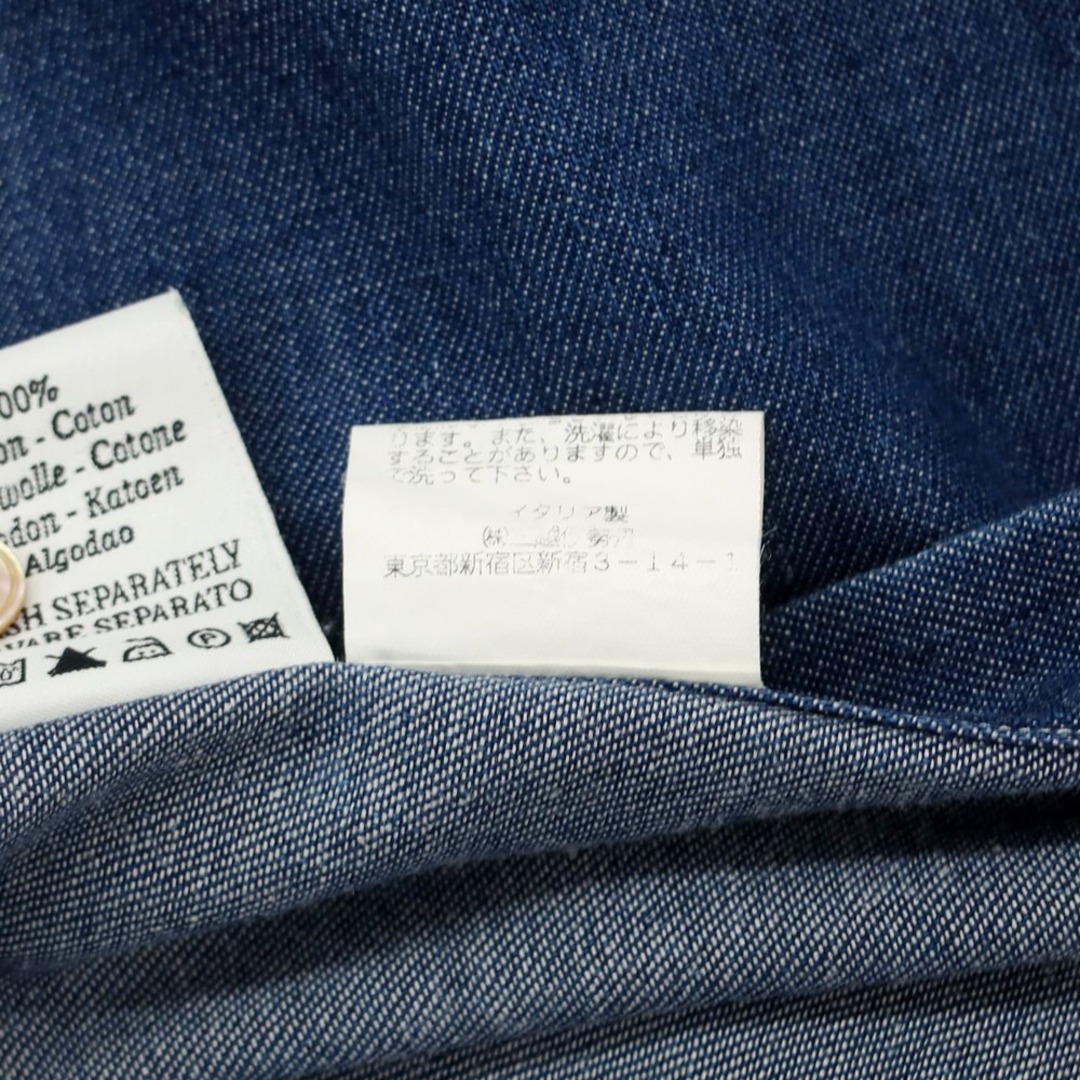 00%
on - Coton
wolle - Cotone
odon - Katoen
Algodao
SH SEPARATELY
VARE SEPARATO
ります。また、洗濯により移染
することがありますので、単独
で洗って下さい。
イタリア製
(株)
東京都新宿区新宿3-14-1